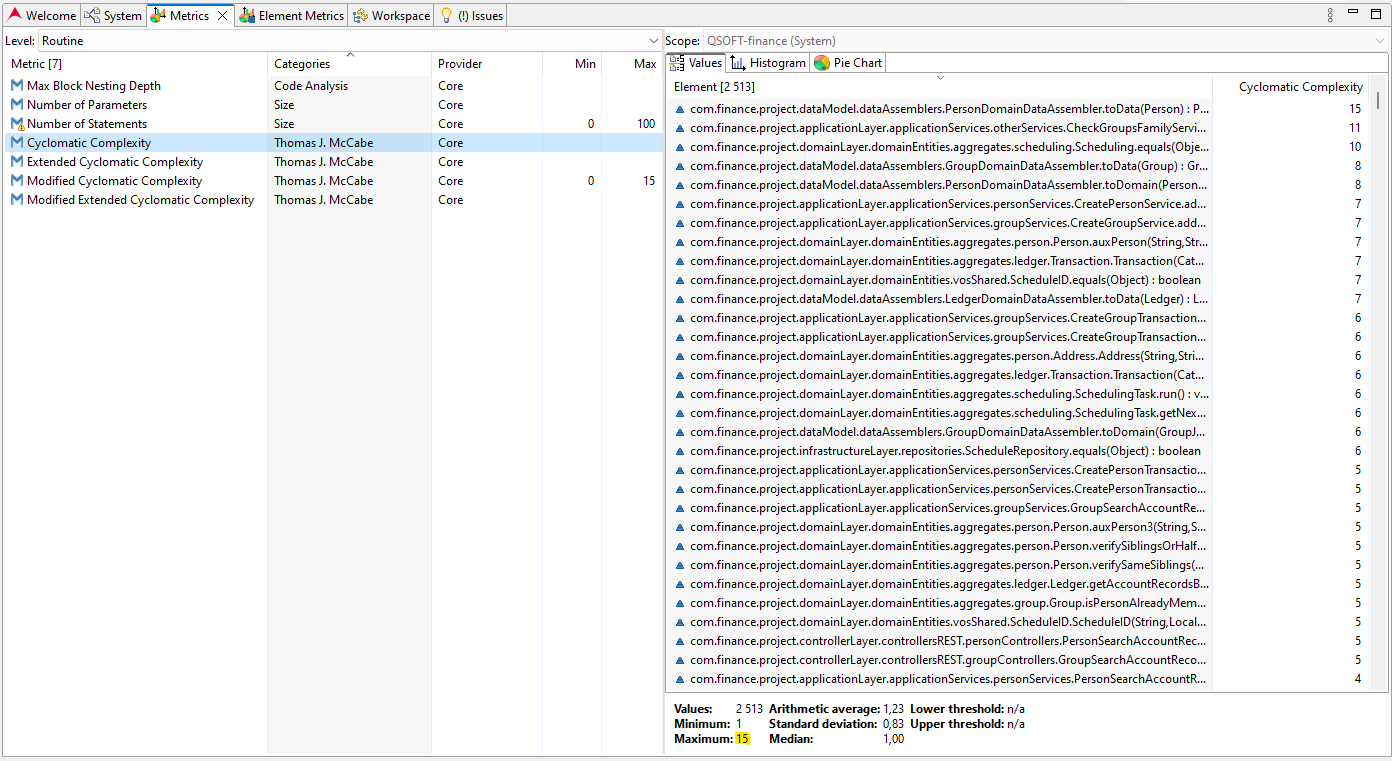 Welcome System Metrics Element Metrics Workspace (!) Issues
Level: Routine
Metric [7] Categories Provider Min Max
Max Block Nesting Depth Code Analysis Core
Number of Parameters Size Core
Number of Statements Size Core 0 100
Cyclomatic Complexity Thomas J. McCabe Core
Extended Cyclomatic Complexity Thomas J. McCabe Core
Modified Cyclomatic Complexity Thomas J. McCabe Core 0 15
Modified Extended Cyclomatic Complexity Thomas J. McCabe Core
Scope: QSOFT-finance (System)
Values Histogram Pie Chart
Element [2 513] Cyclomatic Complexity
com.finance.project.dataModel.dataAssemblers.PersonDomainDataAssembler.toData(Person) : P... 15
com.finance.project.applicationLayer.applicationServices.otherServices.CheckGroupsFamilyServi... 11
com.finance.project.domainLayer.domainEntities.aggregates.scheduling.Scheduling.equals(Obje... 10
com.finance.project.dataModel.dataAssemblers.GroupDomainDataAssembler.toData(Group) : Gr... 8
com.finance.project.dataModel.dataAssemblers.PersonDomainDataAssembler.toDomain(Person... 8
com.finance.project.applicationLayer.applicationServices.personServices.CreatePersonService.ad... 7
com.finance.project.applicationLayer.applicationServices.groupServices.CreateGroupService.add... 7
com.finance.project.domainLayer.domainEntities.aggregates.person.Person.auxPerson(String,Str... 7
com.finance.project.domainLayer.domainEntities.aggregates.ledger.Transaction.Transaction(Cat... 7
com.finance.project.domainLayer.domainEntities.vosShared.ScheduleID.equals(Object) : boolean 7
com.finance.project.dataModel.dataAssemblers.LedgerDomainDataAssembler.toData(Ledger) : L... 7
com.finance.project.applicationLayer.applicationServices.groupServices.CreateGroupTransaction... 6
com.finance.project.applicationLayer.applicationServices.groupServices.CreateGroupTransaction... 6
com.finance.project.domainLayer.domainEntities.aggregates.person.Address.Address(String,Stri... 6
com.finance.project.domainLayer.domainEntities.aggregates.ledger.Transaction.Transaction(Cat... 6
com.finance.project.domainLayer.domainEntities.aggregates.scheduling.SchedulingTask.run() : v... 6
com.finance.project.domainLayer.domainEntities.aggregates.scheduling.SchedulingTask.getNex... 6
com.finance.project.dataModel.dataAssemblers.GroupDomainDataAssembler.toDomain(GroupJ... 6
com.finance.project.infrastructureLayer.repositories.ScheduleRepository.equals(Object) : boolean 6
com.finance.project.applicationLayer.applicationServices.personServices.CreatePersonTransactio... 5
com.finance.project.applicationLayer.applicationServices.personServices.CreatePersonTransactio... 5
com.finance.project.applicationLayer.applicationServices.groupServices.GroupSearchAccountRe... 5
com.finance.project.domainLayer.domainEntities.aggregates.person.Person.auxPerson3(String,S... 5
com.finance.project.domainLayer.domainEntities.aggregates.person.Person.verifySiblingsOrHalf... 5
com.finance.project.domainLayer.domainEntities.aggregates.person.Person.verifySameSiblings(... 5
com.finance.project.domainLayer.domainEntities.aggregates.ledger.Ledger.getAccountRecordsB... 5
com.finance.project.domainLayer.domainEntities.aggregates.group.Group.isPersonAlreadyMem... 5
com.finance.project.domainLayer.domainEntities.vosShared.ScheduleID.ScheduleID(String,Local... 5
com.finance.project.controllerLayer.controllersREST.personControllers.PersonSearchAccountRec... 5
com.finance.project.controllerLayer.controllersREST.groupControllers.GroupSearchAccountReco... 5
com.finance.project.applicationLayer.applicationServices.personServices.PersonSearchAccountR... 4
Values: 2 513 Arithmetic average: 1,23 Lower threshold: n/a
Minimum: 1 Standard deviation: 0,83 Upper threshold: n/a
Maximum: 15 Median: 1,00